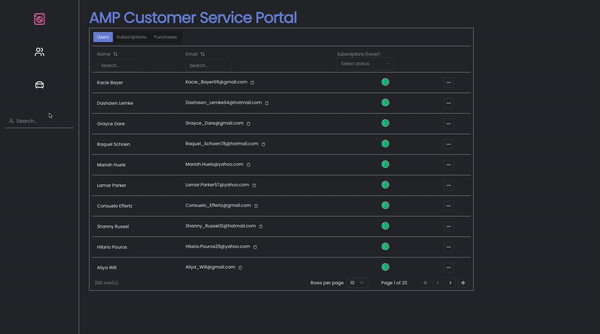 AMP Customer Service Portal
Users Subscriptions Purchases
Name Email Subscriptions (hover)
Search... Search... Select status
Search...
Kacie Bayer Kacie_Bayer69@gmail.com
Dashawn Lemke Dashawn_Lemke64@hotmail.com
Grayce Dare Grayce_Dare@gmail.com
Raquel Schoen Raquel_Schoen78@hotmail.com
Mariah Huels Mariah.Huels@yahoo.com
Lamar Parker Lamar.Parker57@yahoo.com
Consuelo Effertz Consuelo_Effertz@gmail.com
Shanny Russel Shanny_Russel31@hotmail.com
Hilario Pouros Hilario.Pouros29@yahoo.com
Aliya Will Aliya_Will@gmail.com
200 row(s). Rows per page 10 Page 1 of 20